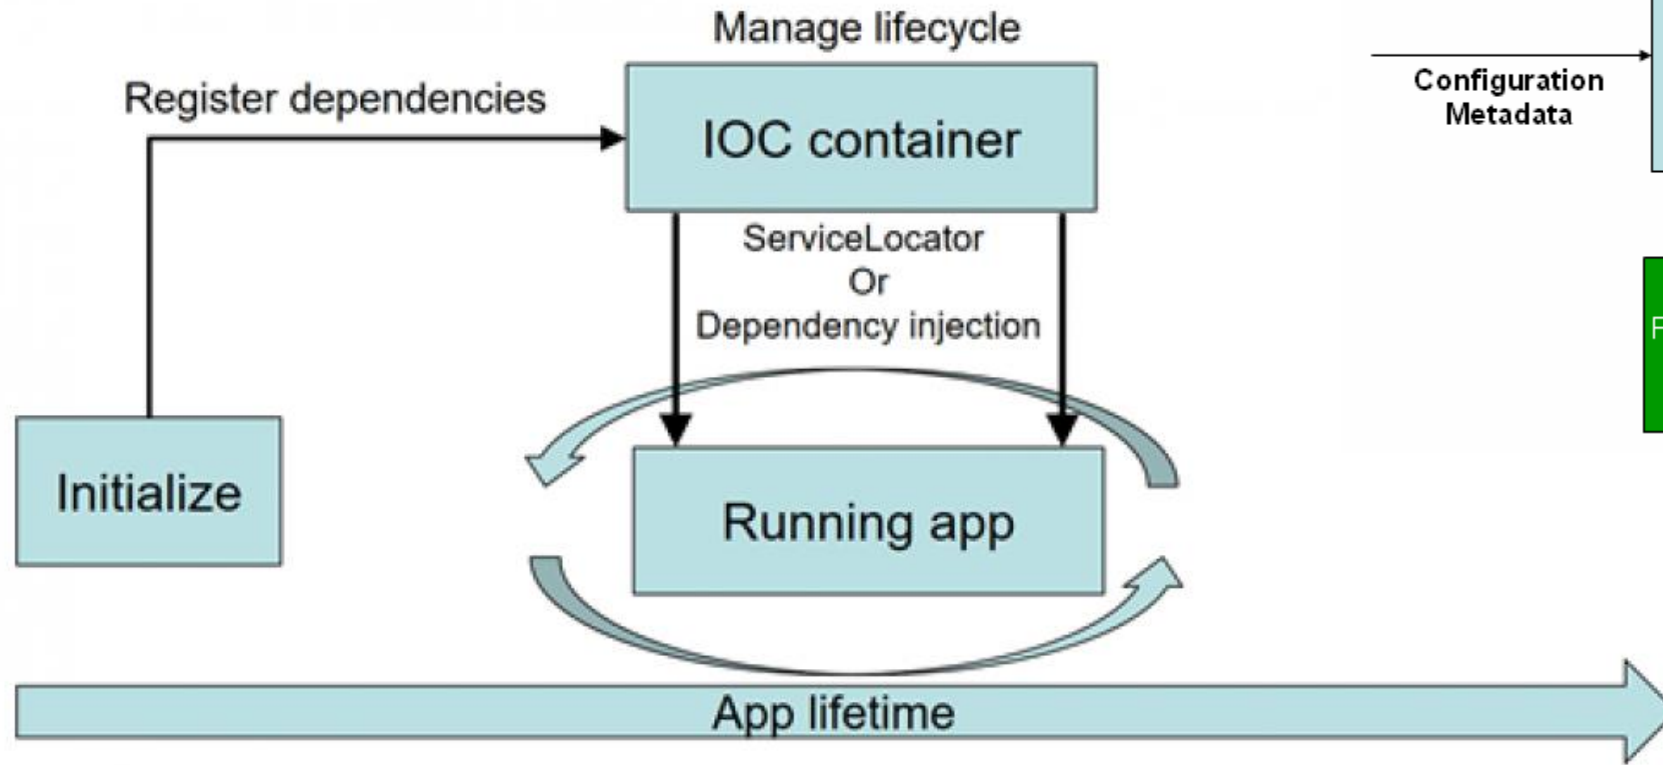 Manage lifecycle
Register dependencies
IOC container
Configuration
Metadata
ServiceLocator
Or
Dependency injection
Initialize
Running app
App lifetime